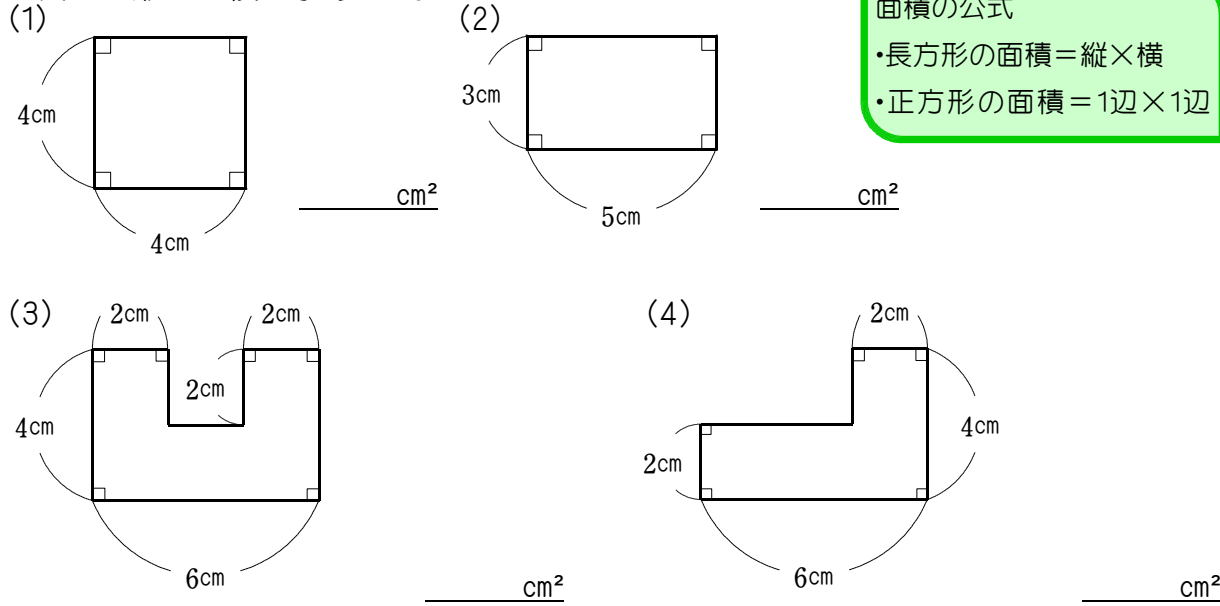 面積の公式
•長方形の面積＝縦×横
•正方形の面積＝1辺×1辺
(1)
4cm
4cm
cm²
(2)
3cm
5cm
cm²
(3)
2cm
2cm
2cm
4cm
6cm
cm²
(4)
2cm
4cm
2cm
6cm
cm²